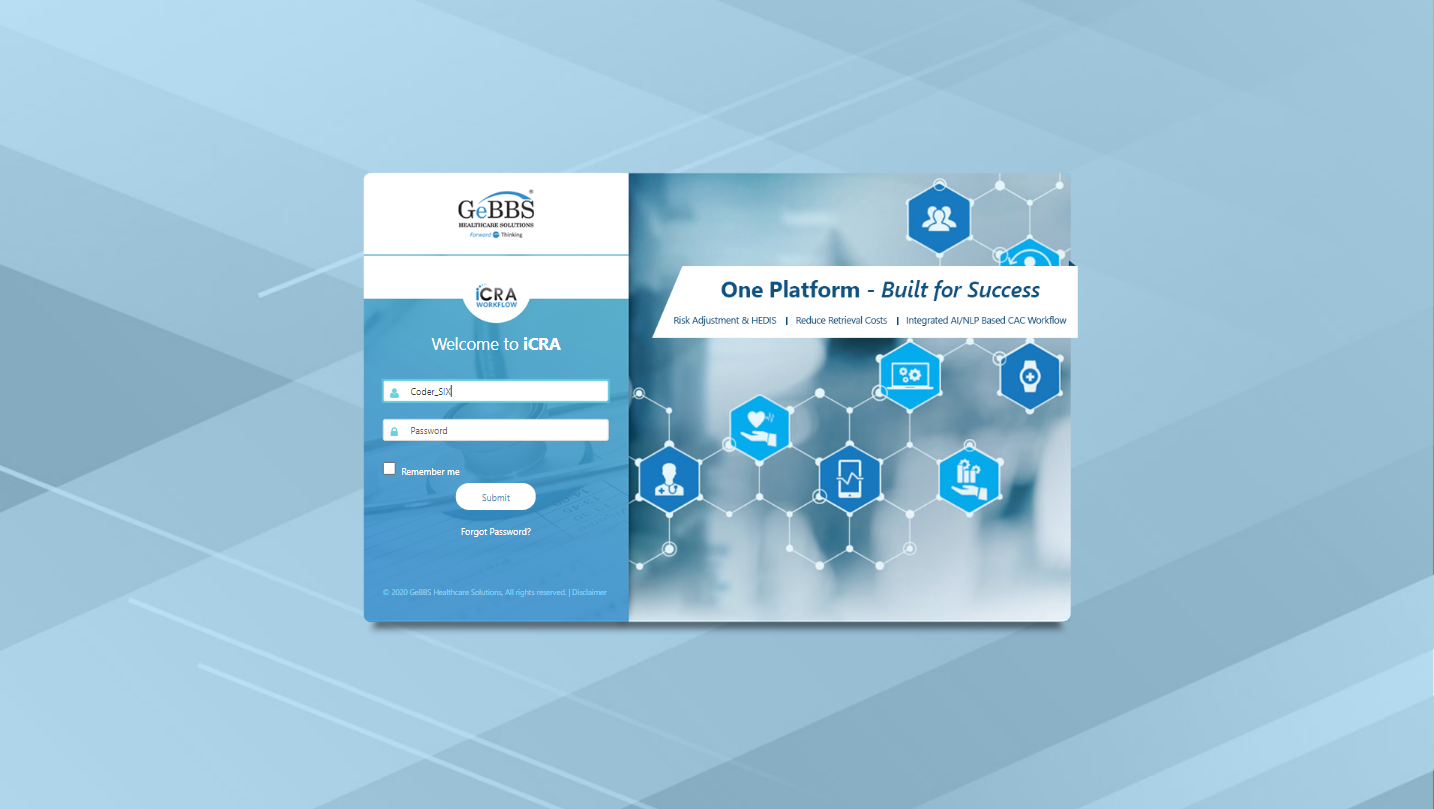 GeBBS®
HEALTHCARE SOLUTIONS
Forward Thinking
iCRA
WORKFLOW
Welcome to iCRA
Coder_SIX
Password
Remember me
Submit
Forgot Password?
© 2020 GeBBS Healthcare Solutions, All rights reserved. | Disclaimer
One Platform - Built for Success
Risk Adjustment & HEDIS | Reduce Retrieval Costs | Integrated AI/NLP Based CAC Workflow